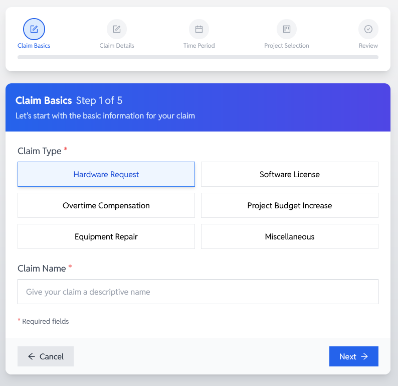 Claim Basics
Claim Details
Time Period
Project Selection
Review
Claim Basics Step 1 of 5
Let's start with the basic information for your claim
Claim Type *
Hardware Request
Software License
Overtime Compensation
Project Budget Increase
Equipment Repair
Miscellaneous
Claim Name *
Give your claim a descriptive name
* Required fields
← Cancel
Next →